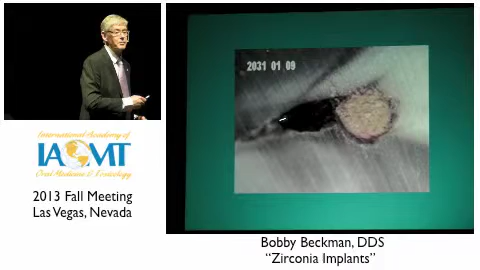 2031 01 09
International Academy of
IAOMT
Oral Medicine & Toxicology
2013 Fall Meeting
Las Vegas, Nevada
Bobby Beckman, DDS
“Zirconia Implants”